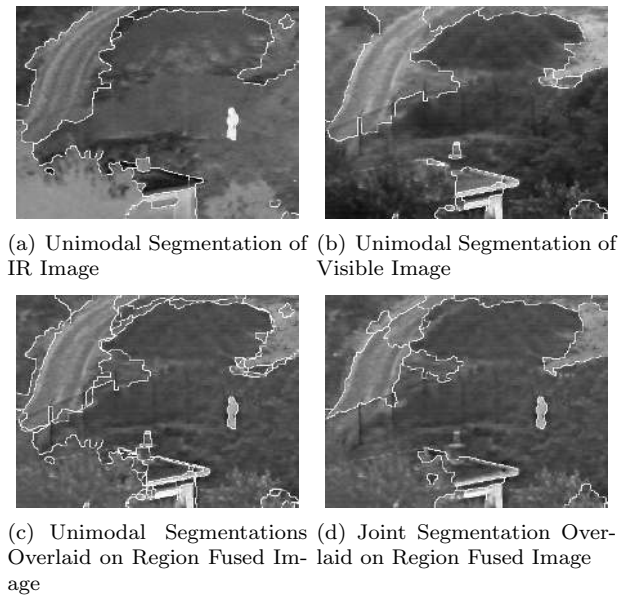 (a) Unimodal Segmentation of
IR Image
(b) Unimodal Segmentation of
Visible Image
(c) Unimodal Segmentations
Overlaid on Region Fused Im-
age
(d) Joint Segmentation Over-
laid on Region Fused Image